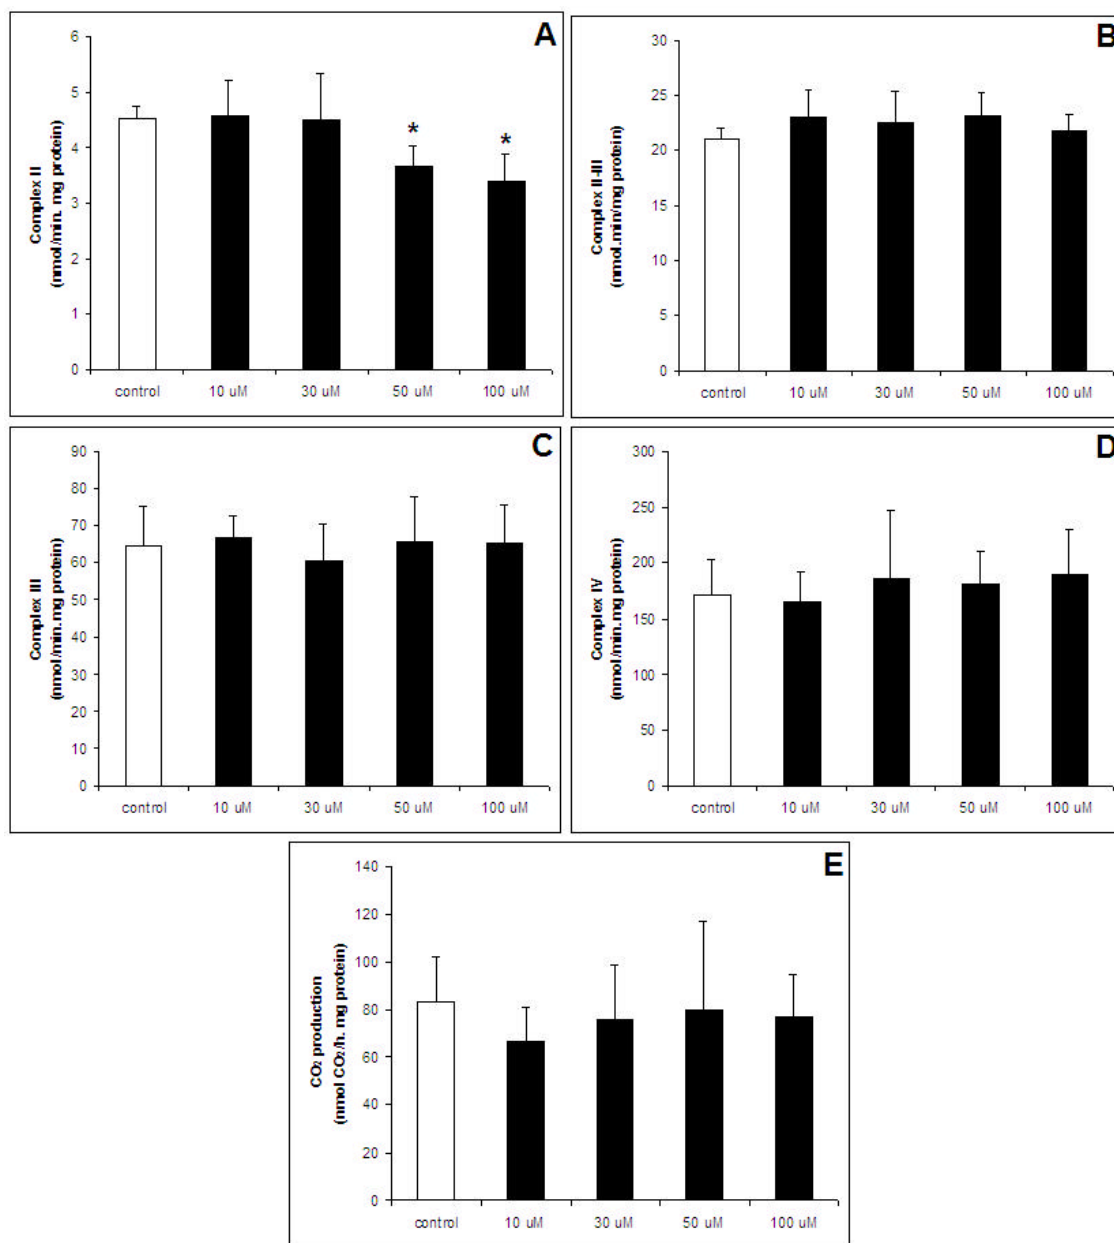 A
Complex II
(nmol/min. mg protein)
6
5
4
3
2
1
0
*
*
control 10 uM 30 uM 50 uM 100 uM
B
Complex II-III
(nmol.min/mg protein)
30
25
20
15
10
5
0
control 10 uM 30 uM 50 uM 100 uM
C
Complex III
(nmol/min.mg protein)
90
80
70
60
50
40
30
20
10
0
control 10 uM 30 uM 50 uM 100 uM
D
Complex IV
(nmol/min.mg protein)
300
250
200
150
100
50
0
control 10 uM 30 uM 50 uM 100 uM
E
CO₂ production
(nmol CO₂/h. mg protein)
140
120
100
80
60
40
20
0
control 10 uM 30 uM 50 uM 100 uM